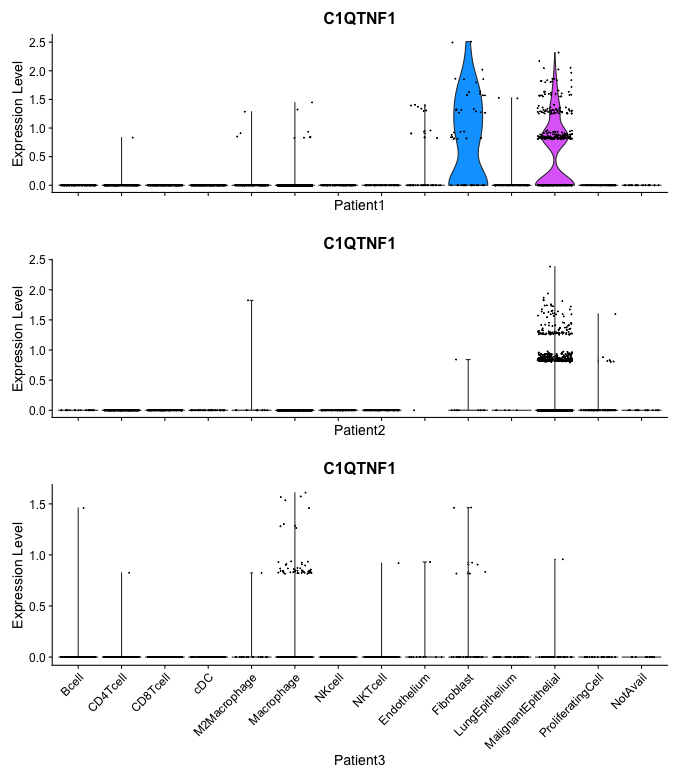 C1QTNF1
Expression Level
2.5
2.0
1.5
1.0
0.5
0.0
Patient1
C1QTNF1
Expression Level
2.5
2.0
1.5
1.0
0.5
0.0
Patient2
C1QTNF1
Expression Level
1.5
1.0
0.5
0.0
Bcell
CD4Tcell
CD8Tcell
cDC
M2Macrophage
Macrophage
NKcell
NKTcell
Endothelium
Fibroblast
LungEpithelium
MalignantEpithelial
ProliferatingCell
NotAvail
Patient3